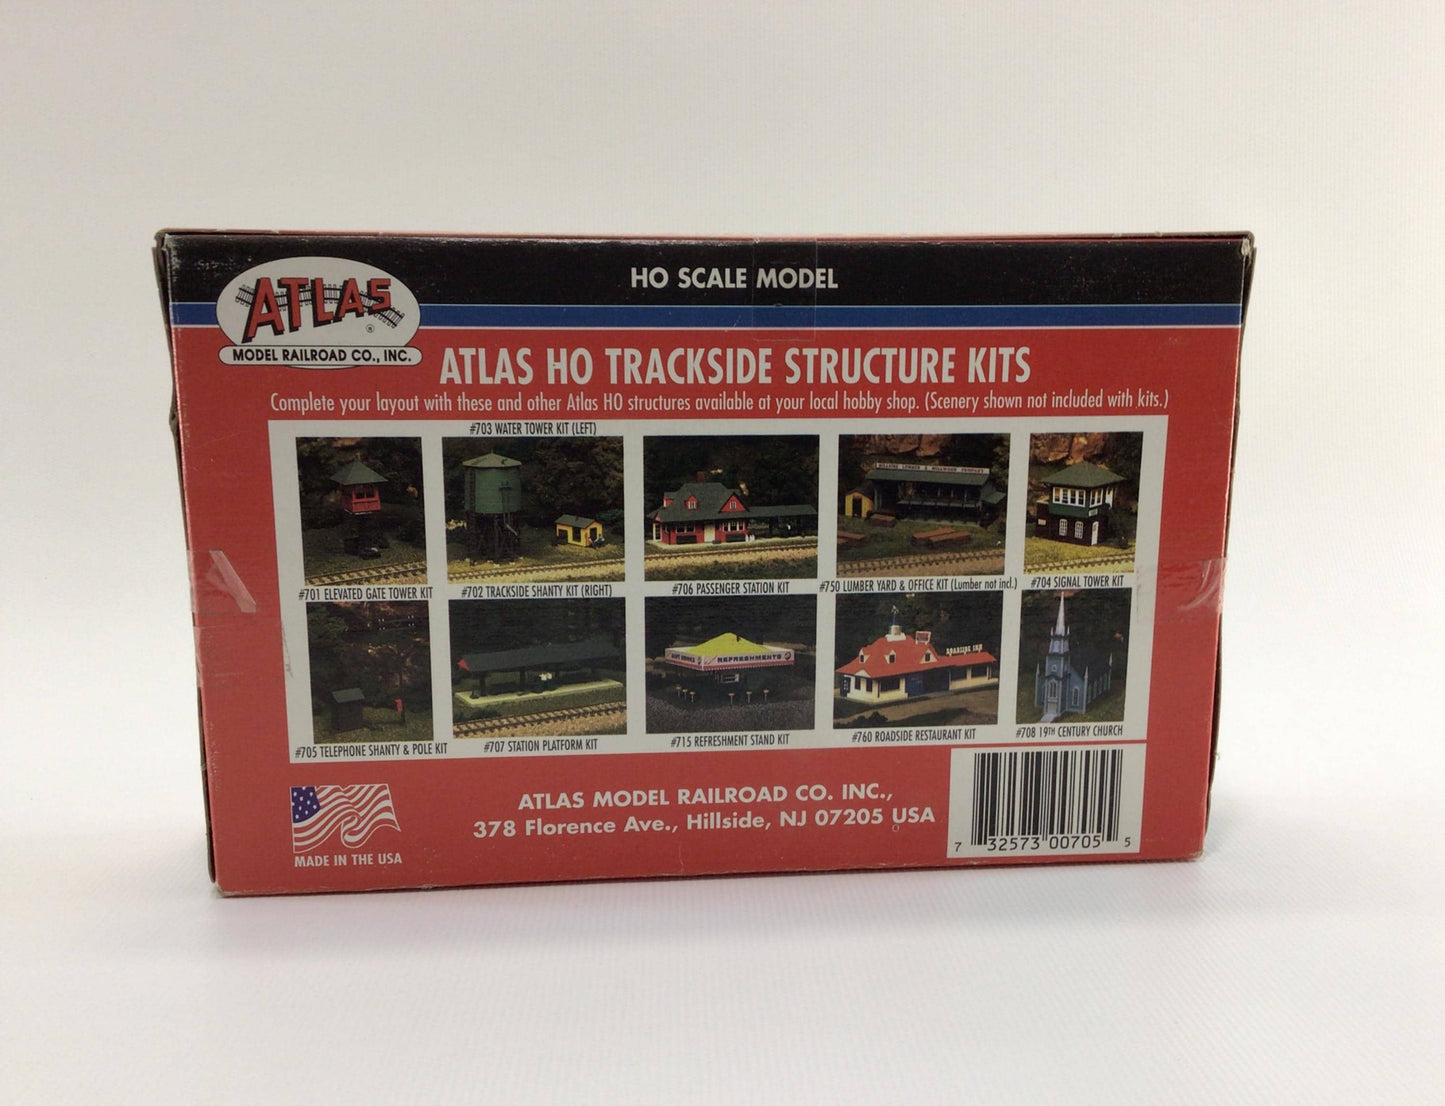 ATLAS
®
MODEL RAILROAD CO., INC.
HO SCALE MODEL
ATLAS HO TRACKSIDE STRUCTURE KITS
Complete your layout with these and other Atlas HO structures available at your local hobby shop. (Scenery shown not included with kits.)
#703 WATER TOWER KIT (LEFT)
#701 ELEVATED GATE TOWER KIT
#702 TRACKSIDE SHANTY KIT (RIGHT)
#706 PASSENGER STATION KIT
#750 LUMBER YARD & OFFICE KIT (Lumber not incl.)
#704 SIGNAL TOWER KIT
REFRESHMENTS
#705 TELEPHONE SHANTY & POLE KIT
#707 STATION PLATFORM KIT
#715 REFRESHMENT STAND KIT
#760 ROADSIDE RESTAURANT KIT
#708 19TH CENTURY CHURCH
MADE IN THE USA
ATLAS MODEL RAILROAD CO. INC.,
378 Florence Ave., Hillside, NJ 07205 USA
7 32573 00705 5